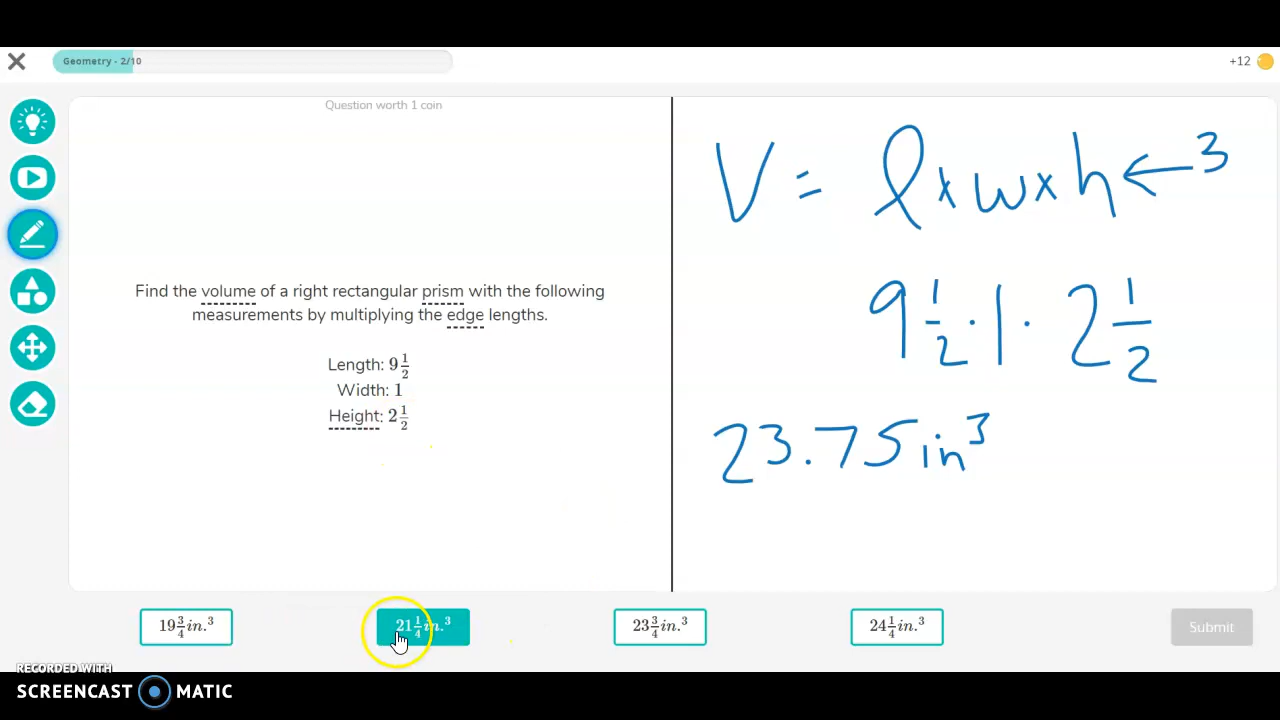 Geometry - 2/10
+12
Question worth 1 coin
Find the volume of a right rectangular prism with the following
measurements by multiplying the edge lengths.
Length: 9 1/2
Width: 1
Height: 2 1/2
V = l x w x h ← 3
9 1/2 · 1 · 2 1/2
23.75 in³
19 3/4 in.³
21 1/4 in.³
23 3/4 in.³
24 1/4 in.³
Submit
RECORDED WITH
SCREENCAST MATIC